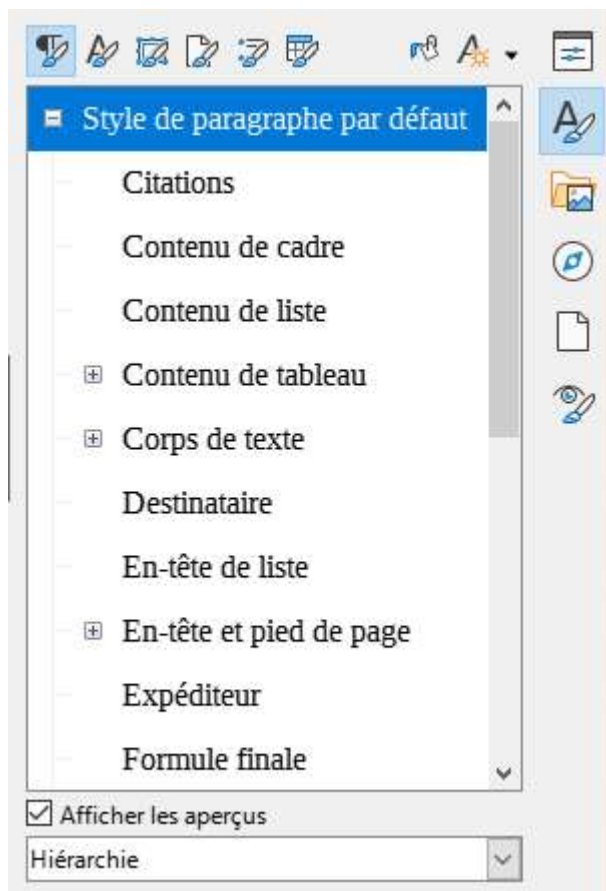 Style de paragraphe par défaut
Citations
Contenu de cadre
Contenu de liste
Contenu de tableau
Corps de texte
Destinataire
En-tête de liste
En-tête et pied de page
Expéditeur
Formule finale
Afficher les aperçus
Hiérarchie